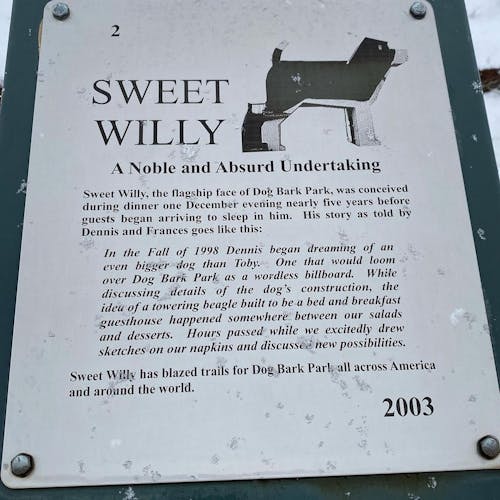 2
SWEET
WILLY
A Noble and Absurd Undertaking
Sweet Willy, the flagship face of Dog Bark Park, was conceived
during dinner one December evening nearly five years before
guests began arriving to sleep in him. His story as told by
Dennis and Frances goes like this:
In the Fall of 1998 Dennis began dreaming of an
even bigger dog than Toby. One that would loom
over Dog Bark Park as a wordless billboard. While
discussing details of the dog's construction, the
idea of a towering beagle built to be a bed and breakfast
guesthouse happened somewhere between our salads
and desserts. Hours passed while we excitedly drew
sketches on our napkins and discussed new possibilities.
Sweet Willy has blazed trails for Dog Bark Park all across America
and around the world.
2003